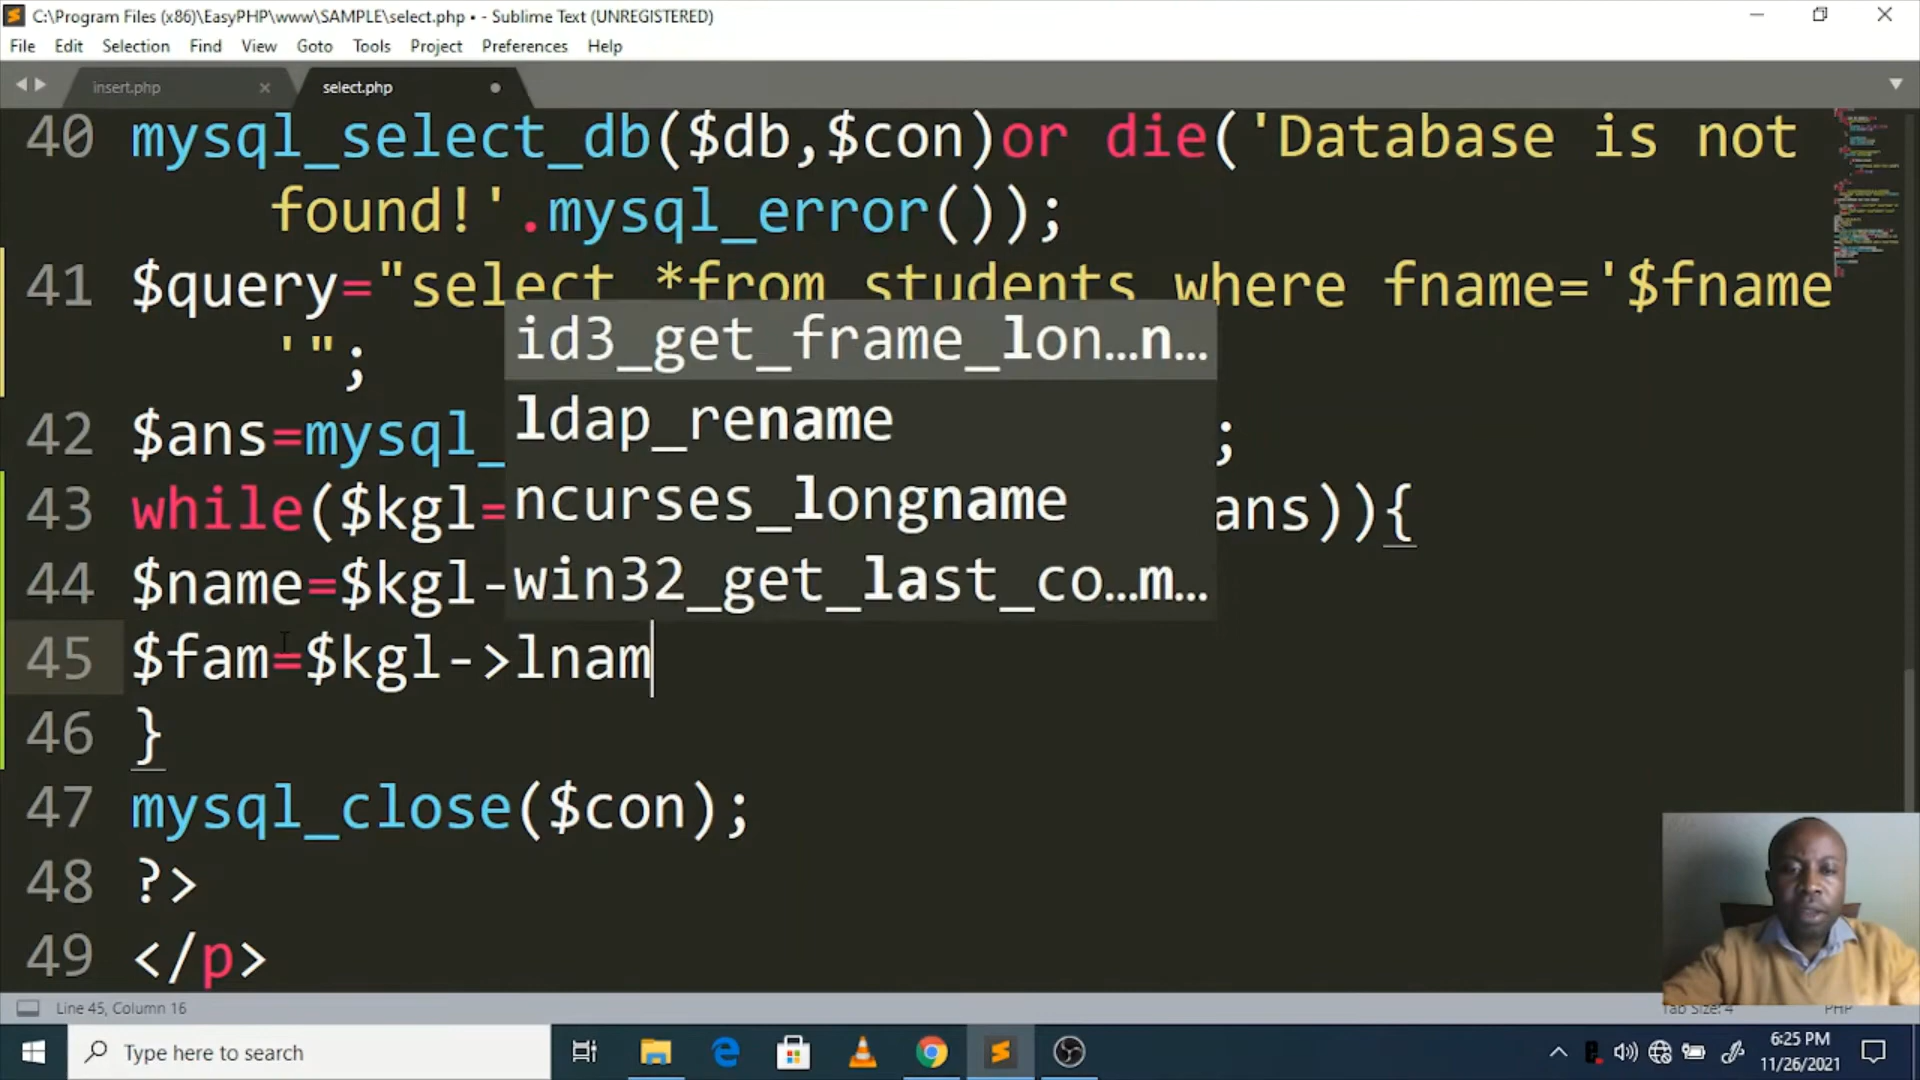 C:\Program Files (x86)\EasyPHP\www\SAMPLE\select.php • - Sublime Text (UNREGISTERED)
File Edit Selection Find View Goto Tools Project Preferences Help
insert.php select.php
40 mysql_select_db($db,$con)or die('Database is not
found!'.mysql_error());
41 $query="select *from students where fname='$fname
'";
id3_get_frame_lon…n…
ldap_rename
42 $ans=mysql_ ;
43 while($kgl= ncurses_longname ans)){
44 $name=$kgl- win32_get_last_co…m…
45 $fam=$kgl->lnam
46 }
47 mysql_close($con);
48 ?>
49 </p>
Line 45, Column 16
Tab Size: 4 PHP
Type here to search
6:25 PM
11/26/2021